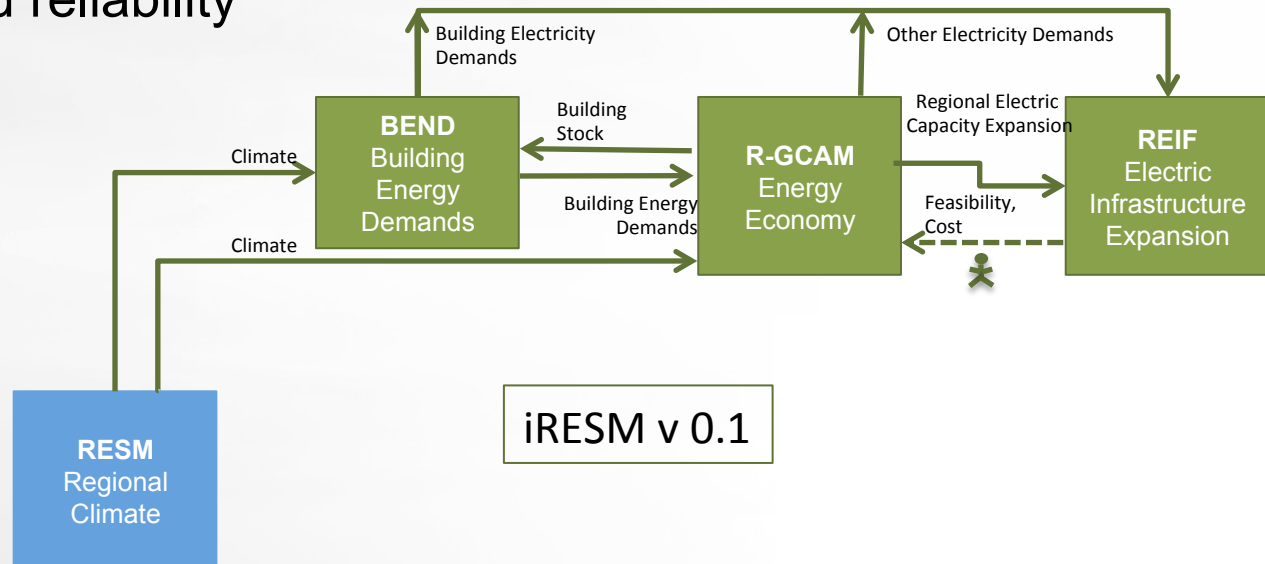 reliability
Building Electricity
Demands
Other Electricity Demands
BEND
Building
Energy
Demands
Climate
Building
Stock
Building Energy
Demands
R-GCAM
Energy
Economy
Regional Electric
Capacity Expansion
Feasibility,
Cost
REIF
Electric
Infrastructure
Expansion
Climate
iRESM v 0.1
RESM
Regional
Climate